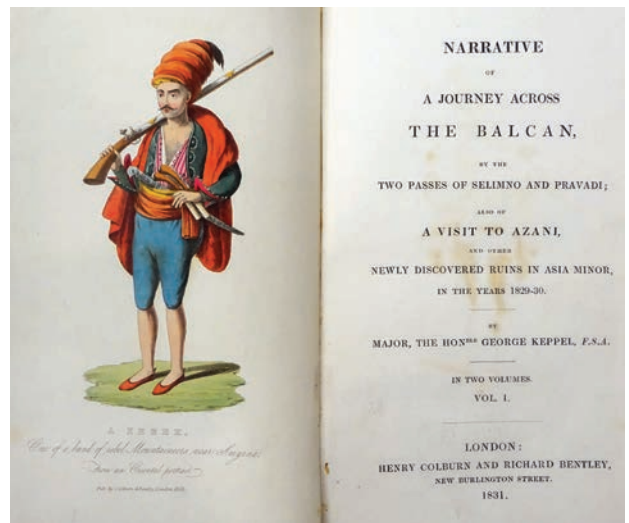 A ZEBEK.
One of a band of rebel Mountaineers, near Smyrna.
from an Oriental portrait.
NARRATIVE
OF
A JOURNEY ACROSS
THE BALCAN,
BY THE
TWO PASSES OF SELIMNO AND PRAVADI;
ALSO OF
A VISIT TO AZANI,
AND OTHER
NEWLY DISCOVERED RUINS IN ASIA MINOR,
IN THE YEARS 1829-30.
BY
MAJOR, THE HONBLE GEORGE KEPPEL, F.S.A.
IN TWO VOLUMES.
VOL. I.
LONDON:
HENRY COLBURN AND RICHARD BENTLEY,
NEW BURLINGTON STREET.
1831.